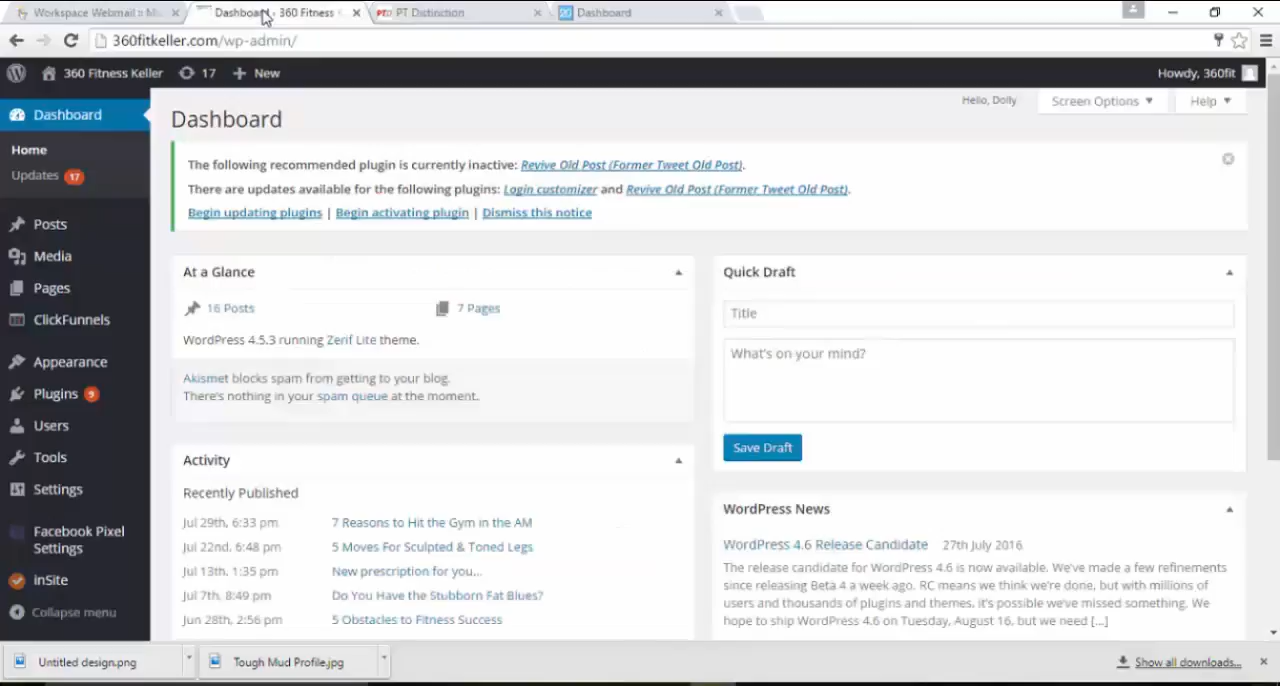 Workspace Webmail :: M
Dashboard - 360 Fitness
PT Distinction
Dashboard
360fitkeller.com/wp-admin/
360 Fitness Keller
17
New
Howdy, 360fit
Dashboard
Home
Updates 17
Posts
Media
Pages
ClickFunnels
Appearance
Plugins 9
Users
Tools
Settings
Facebook Pixel
Settings
inSite
Collapse menu
Dashboard
Hello, Dolly
Screen Options
Help
The following recommended plugin is currently inactive: Revive Old Post (Former Tweet Old Post).
There are updates available for the following plugins: Login customizer and Revive Old Post (Former Tweet Old Post).
Begin updating plugins | Begin activating plugin | Dismiss this notice
At a Glance
16 Posts
7 Pages
WordPress 4.5.3 running Zerif Lite theme.
Akismet blocks spam from getting to your blog.
There's nothing in your spam queue at the moment.
Activity
Recently Published
Jul 29th, 6:33 pm 7 Reasons to Hit the Gym in the AM
Jul 22nd, 6:48 pm 5 Moves For Sculpted & Toned Legs
Jul 13th, 1:35 pm New prescription for you...
Jul 7th, 8:49 pm Do You Have the Stubborn Fat Blues?
Jun 28th, 2:56 pm 5 Obstacles to Fitness Success
Quick Draft
Title
What's on your mind?
Save Draft
WordPress News
WordPress 4.6 Release Candidate 27th July 2016
The release candidate for WordPress 4.6 is now available. We've made a few refinements
since releasing Beta 4 a week ago. RC means we think we're done, but with millions of
users and thousands of plugins and themes, it's possible we've missed something. We
hope to ship WordPress 4.6 on Tuesday, August 16, but we need [...]
Untitled design.png
Tough Mud Profile.jpg
Show all downloads...